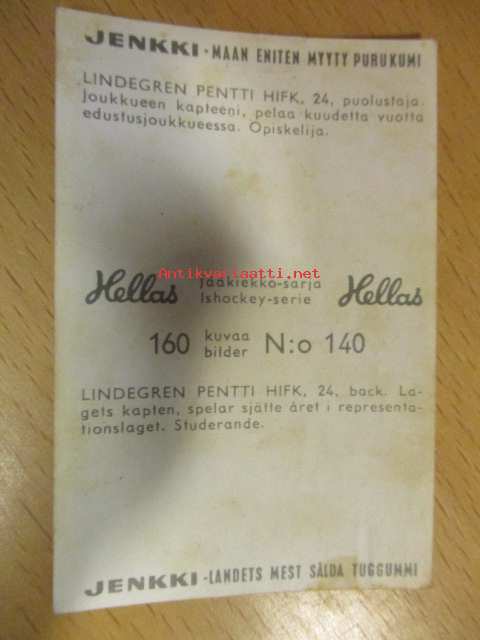 JENKKI - MAAN ENITEN MYYTY PURUKUMI
LINDEGREN PENTTI HIFK, 24, puolustaja.
Joukkueen kapteeni, pelaa kuudetta vuotta
edustusjoukkueessa. Opiskelija.
Antikvariaatti.net
Hellas Jääkiekko-sarja Hellas
Ishockey-serie
160 kuvaa N:o 140
bilder
LINDEGREN PENTTI HIFK, 24, back. La-
gets kapten, spelar sjätte året i representa-
tionslaget. Studerande.
JENKKI - LANDETS MEST SÅLDA TUGGUMMI